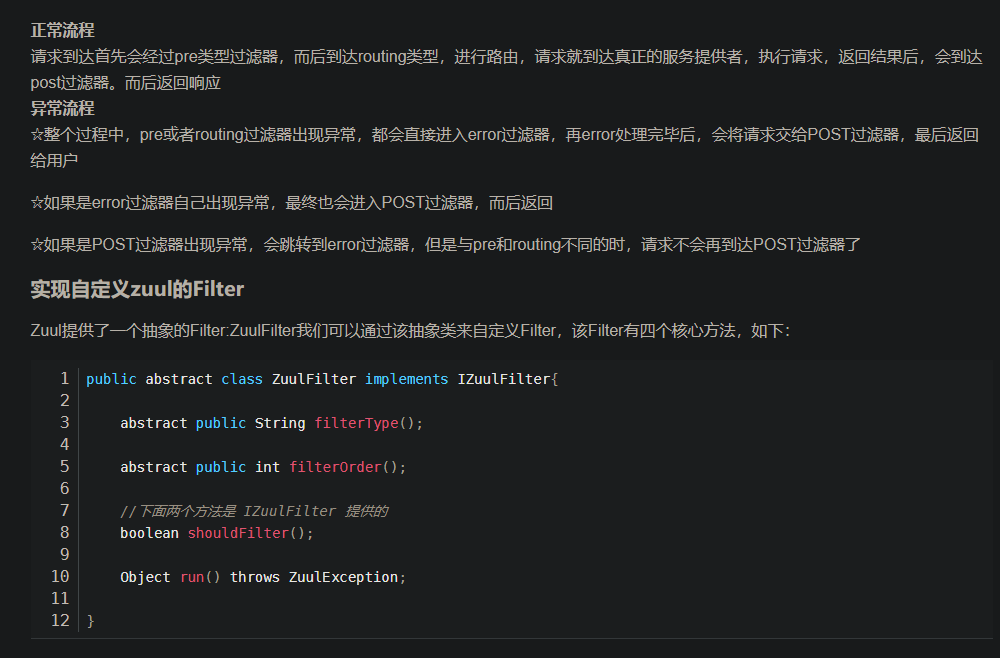 正常流程
请求到达首先会经过pre类型过滤器，而后到达routing类型，进行路由，请求就到达真正的服务提供者，执行请求，返回结果后，会到达
post过滤器。而后返回响应
异常流程
☆整个过程中，pre或者routing过滤器出现异常，都会直接进入error过滤器，再error处理完毕后，会将请求交给POST过滤器，最后返回
给用户
☆如果是error过滤器自己出现异常，最终也会进入POST过滤器，而后返回
☆如果是POST过滤器出现异常，会跳转到error过滤器，但是与pre和routing不同的时，请求不会再到达POST过滤器了
实现自定义zuul的Filter
Zuul提供了一个抽象的Filter:ZuulFilter我们可以通过该抽象类来自定义Filter，该Filter有四个核心方法，如下：
1 public abstract class ZuulFilter implements IZuulFilter{
2
3 abstract public String filterType();
4
5 abstract public int filterOrder();
6
7 //下面两个方法是 IZuulFilter 提供的
8 boolean shouldFilter();
9
10 Object run() throws ZuulException;
11
12 }